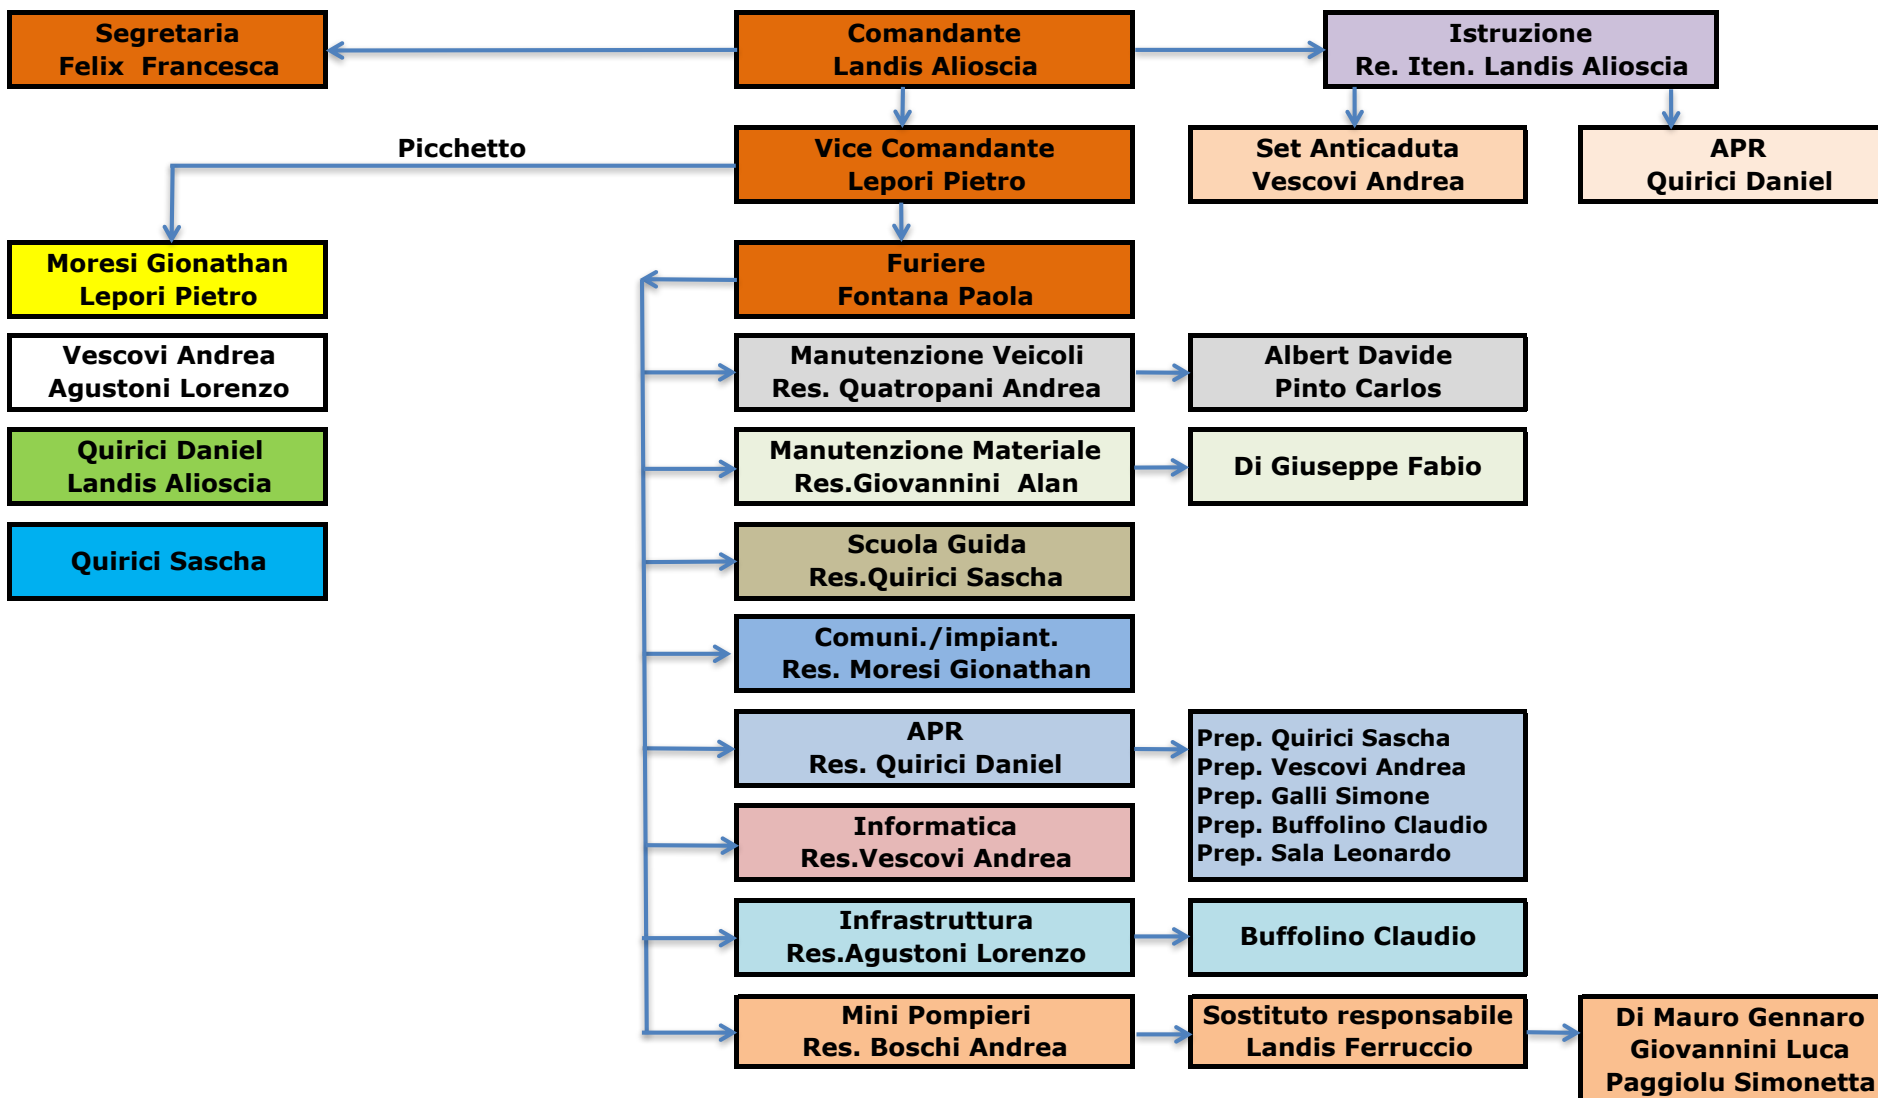 Segretaria
Felix  Francesca
Comandante
Landis Alioscia
Istruzione
Re. Iten. Landis Alioscia
Picchetto
Vice Comandante
Lepori Pietro
Set Anticaduta
Vescovi Andrea
APR
Quirici Daniel
Moresi Gionathan
Lepori Pietro
Furiere
Fontana Paola
Vescovi Andrea
Agustoni Lorenzo
Manutenzione Veicoli
Res. Quatropani Andrea
Albert Davide
Pinto Carlos
Quirici Daniel
Landis Alioscia
Manutenzione Materiale
Res.Giovannini  Alan
Di Giuseppe Fabio
Quirici Sascha
Scuola Guida
Res.Quirici Sascha
Comuni./impiant.
Res. Moresi Gionathan
APR
Res. Quirici Daniel
Prep. Quirici Sascha
Prep. Vescovi Andrea
Prep. Galli Simone
Prep. Buffolino Claudio
Prep. Sala Leonardo
Informatica
Res.Vescovi Andrea
Infrastruttura
Res.Agustoni Lorenzo
Buffolino Claudio
Mini Pompieri
Res. Boschi Andrea
Sostituto responsabile
Landis Ferruccio
Di Mauro Gennaro
Giovannini Luca
Paggiolu Simonetta